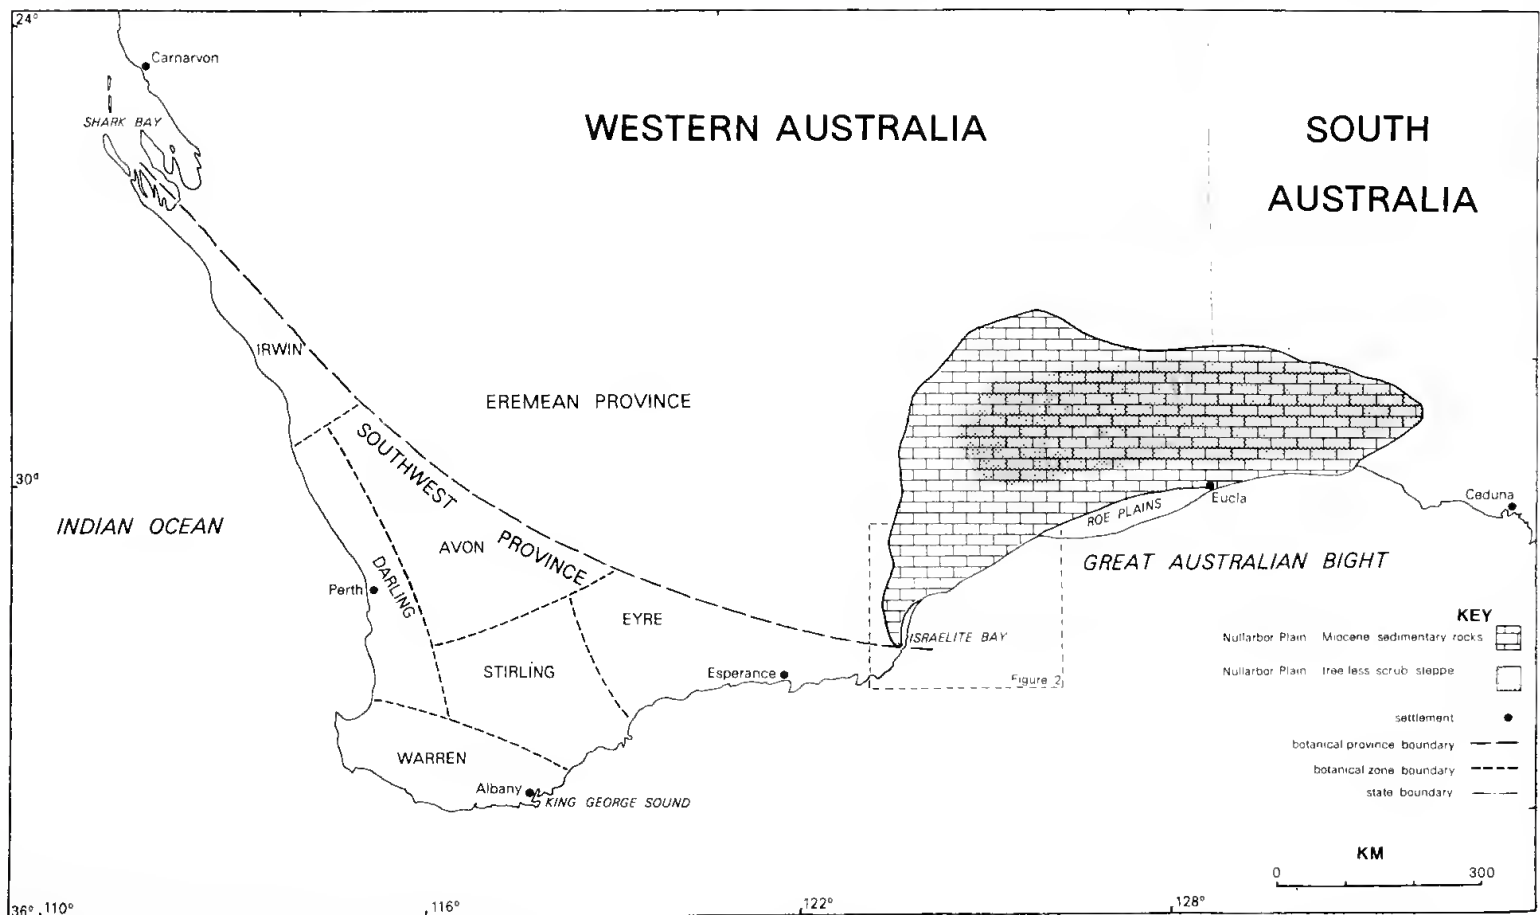 24°
Carnarvon
SHARK BAY
WESTERN AUSTRALIA
SOUTH
AUSTRALIA
IRWIN
EREMEAN PROVINCE
SOUTHWEST PROVINCE
30°
INDIAN OCEAN
AVON
DARLING
Perth
EYRE
STIRLING
WARREN
Albany
KING GEORGE SOUND
Esperance
ISRAELITE BAY
Figure 2
ROE PLAINS
Eucla
Ceduna
GREAT AUSTRALIAN BIGHT
KEY
Nullarbor Plain Miocene sedimentary rocks
Nullarbor Plain tree less scrub steppe
settlement
botanical province boundary
botanical zone boundary
state boundary
KM
0 300
36° 110° 116° 122° 128°